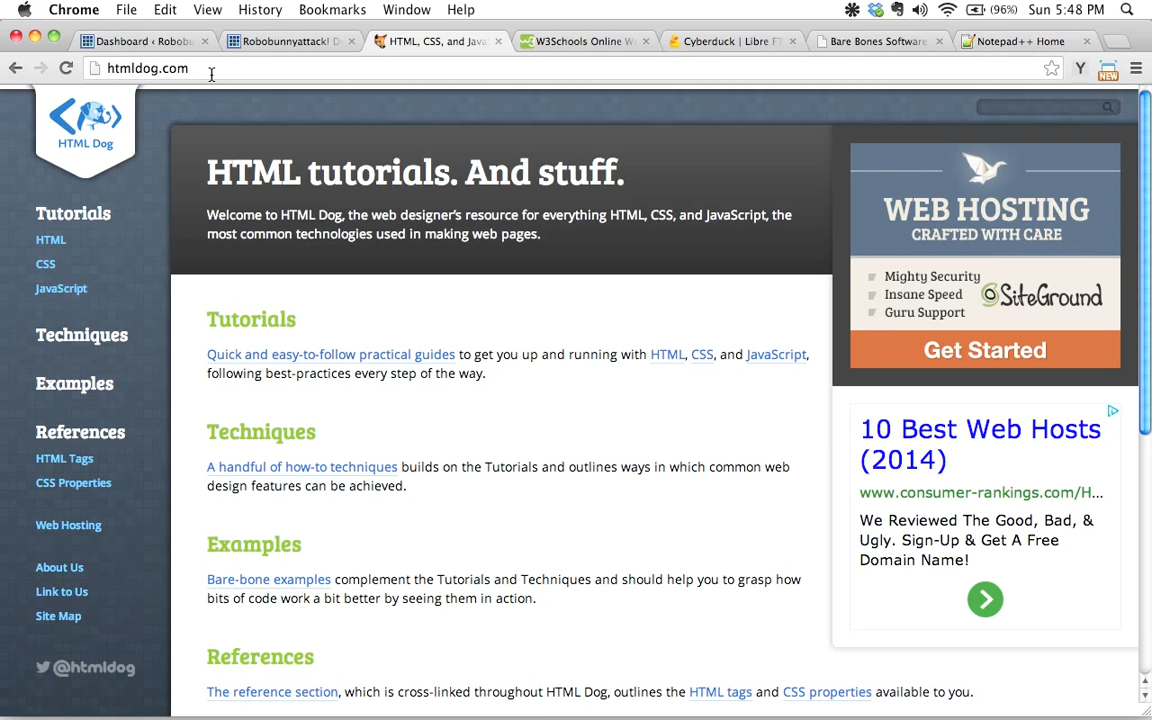 Chrome File Edit View History Bookmarks Window Help (96%) Sun 5:48 PM
Dashboard ‹ Robobu
Robobunnyattack! D
HTML, CSS, and Java
W3Schools Online W
Cyberduck | Libre FT
Bare Bones Software
Notepad++ Home
htmldog.com
NEW
HTML Dog
Tutorials
HTML
CSS
JavaScript
Techniques
Examples
References
HTML Tags
CSS Properties
Web Hosting
About Us
Link to Us
Site Map
@htmldog
HTML tutorials. And stuff.
Welcome to HTML Dog, the web designer's resource for everything HTML, CSS, and JavaScript, the
most common technologies used in making web pages.
Tutorials
Quick and easy-to-follow practical guides to get you up and running with HTML, CSS, and JavaScript,
following best-practices every step of the way.
Techniques
A handful of how-to techniques builds on the Tutorials and outlines ways in which common web
design features can be achieved.
Examples
Bare-bone examples complement the Tutorials and Techniques and should help you to grasp how
bits of code work a bit better by seeing them in action.
References
The reference section, which is cross-linked throughout HTML Dog, outlines the HTML tags and CSS properties available to you.
WEB HOSTING
CRAFTED WITH CARE
Mighty Security
Insane Speed
Guru Support
SiteGround
Get Started
10 Best Web Hosts
(2014)
www.consumer-rankings.com/H...
We Reviewed The Good, Bad, &
Ugly. Sign-Up & Get A Free
Domain Name!